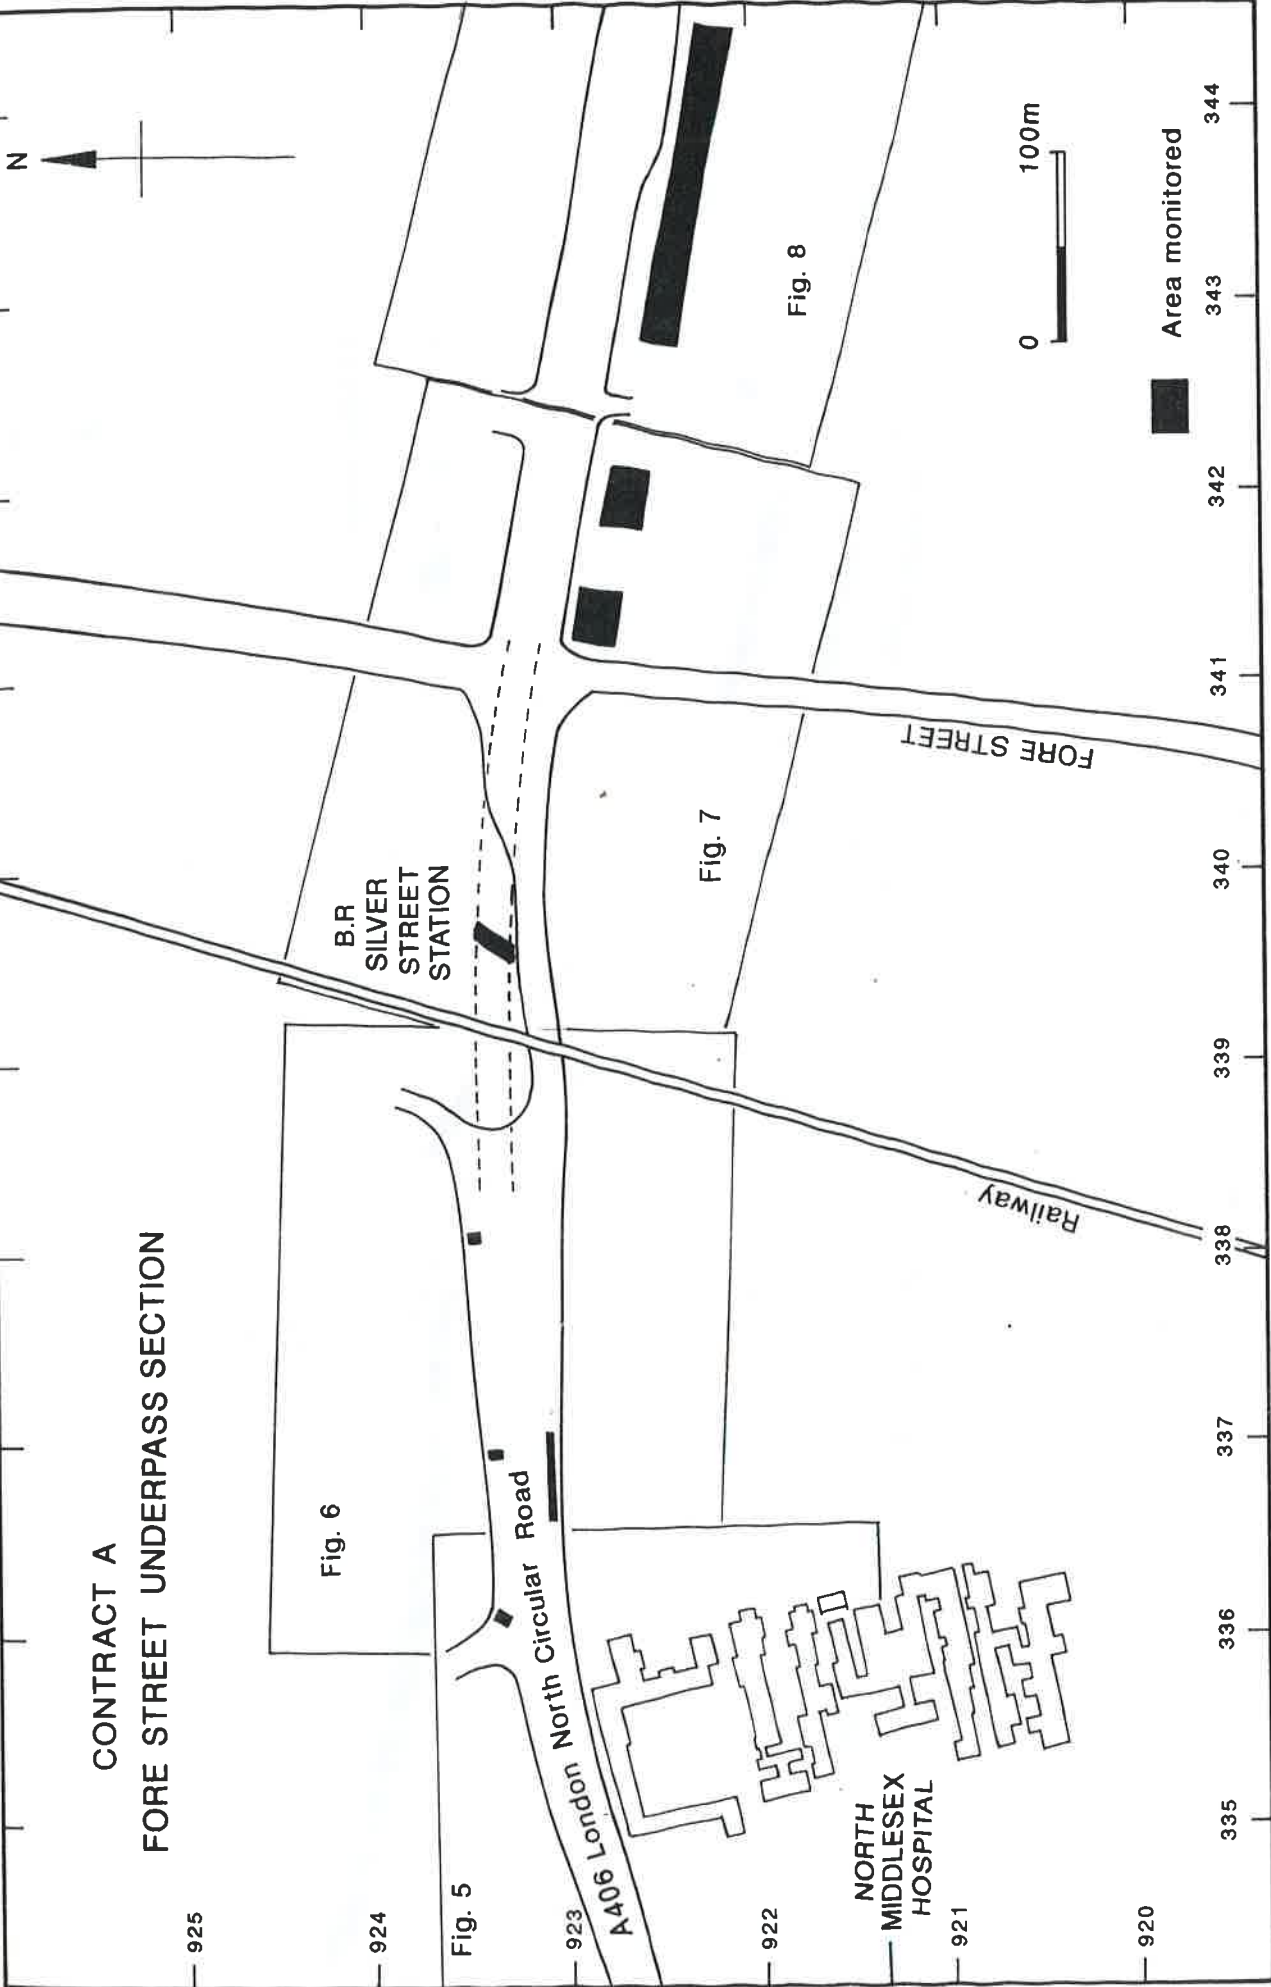 CONTRACT A
FORE STREET UNDERPASS SECTION
N
Fig. 5
Fig. 6
Fig. 7
Fig. 8
B.R
SILVER
STREET
STATION
A406 London North Circular Road
NORTH
MIDDLESEX
HOSPITAL
Railway
FORE STREET
0 100m
Area monitored
925
924
923
922
921
920
335 336 337 338 339 340 341 342 343 344